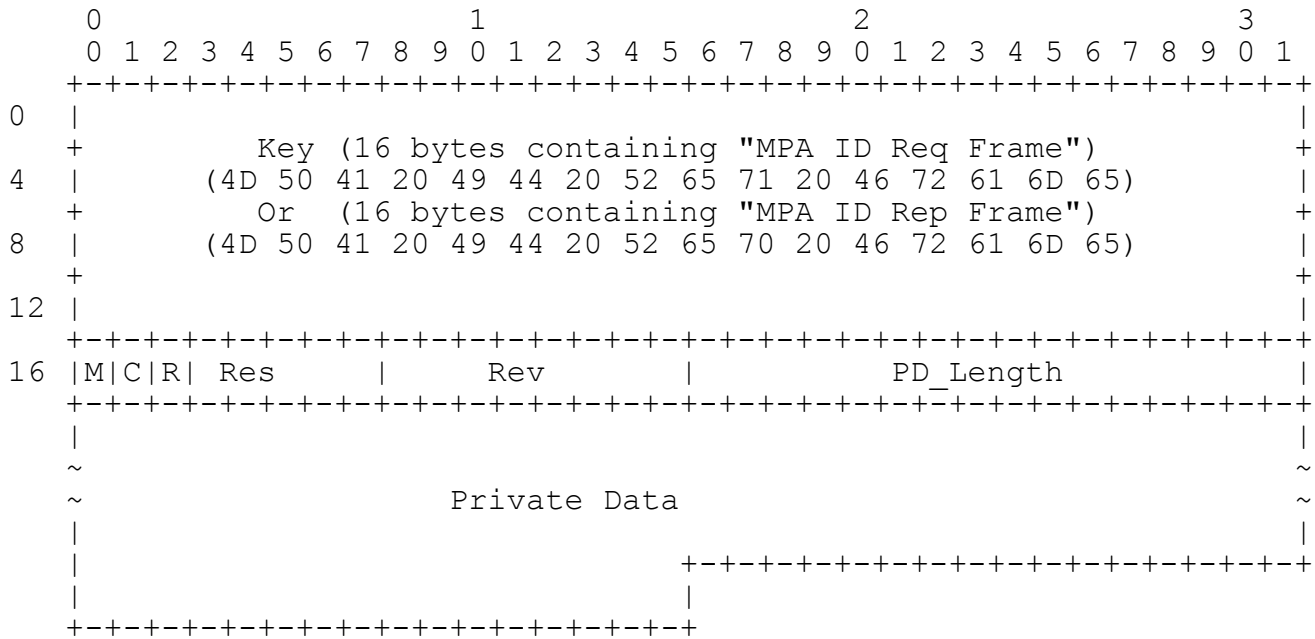 0                   1                   2                   3
    0 1 2 3 4 5 6 7 8 9 0 1 2 3 4 5 6 7 8 9 0 1 2 3 4 5 6 7 8 9 0 1
   +-+-+-+-+-+-+-+-+-+-+-+-+-+-+-+-+-+-+-+-+-+-+-+-+-+-+-+-+-+-+-+-+
0  |                                                               |
   +         Key (16 bytes containing "MPA ID Req Frame")          +
4  |      (4D 50 41 20 49 44 20 52 65 71 20 46 72 61 6D 65)        |
   +         Or  (16 bytes containing "MPA ID Rep Frame")          +
8  |      (4D 50 41 20 49 44 20 52 65 70 20 46 72 61 6D 65)        |
   +                                                               +
12 |                                                               |
   +-+-+-+-+-+-+-+-+-+-+-+-+-+-+-+-+-+-+-+-+-+-+-+-+-+-+-+-+-+-+-+-+
16 |M|C|R| Res     |     Rev       |          PD_Length            |
   +-+-+-+-+-+-+-+-+-+-+-+-+-+-+-+-+-+-+-+-+-+-+-+-+-+-+-+-+-+-+-+-+
   |                                                               |
   ~                                                               ~
   ~                   Private Data                                ~
   |                                                               |
   |                               +-+-+-+-+-+-+-+-+-+-+-+-+-+-+-+-+
   |                               |
   +-+-+-+-+-+-+-+-+-+-+-+-+-+-+-+-+